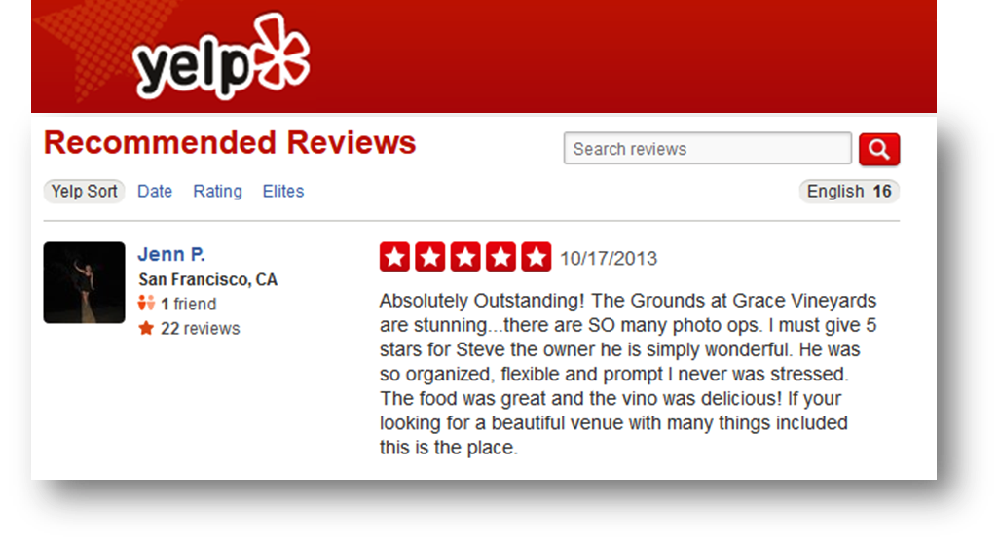 yelp
Recommended Reviews
Search reviews
Yelp Sort Date Rating Elites
English 16
Jenn P.
San Francisco, CA
1 friend
22 reviews
10/17/2013
Absolutely Outstanding! The Grounds at Grace Vineyards
are stunning...there are SO many photo ops. I must give 5
stars for Steve the owner he is simply wonderful. He was
so organized, flexible and prompt I never was stressed.
The food was great and the vino was delicious! If your
looking for a beautiful venue with many things included
this is the place.